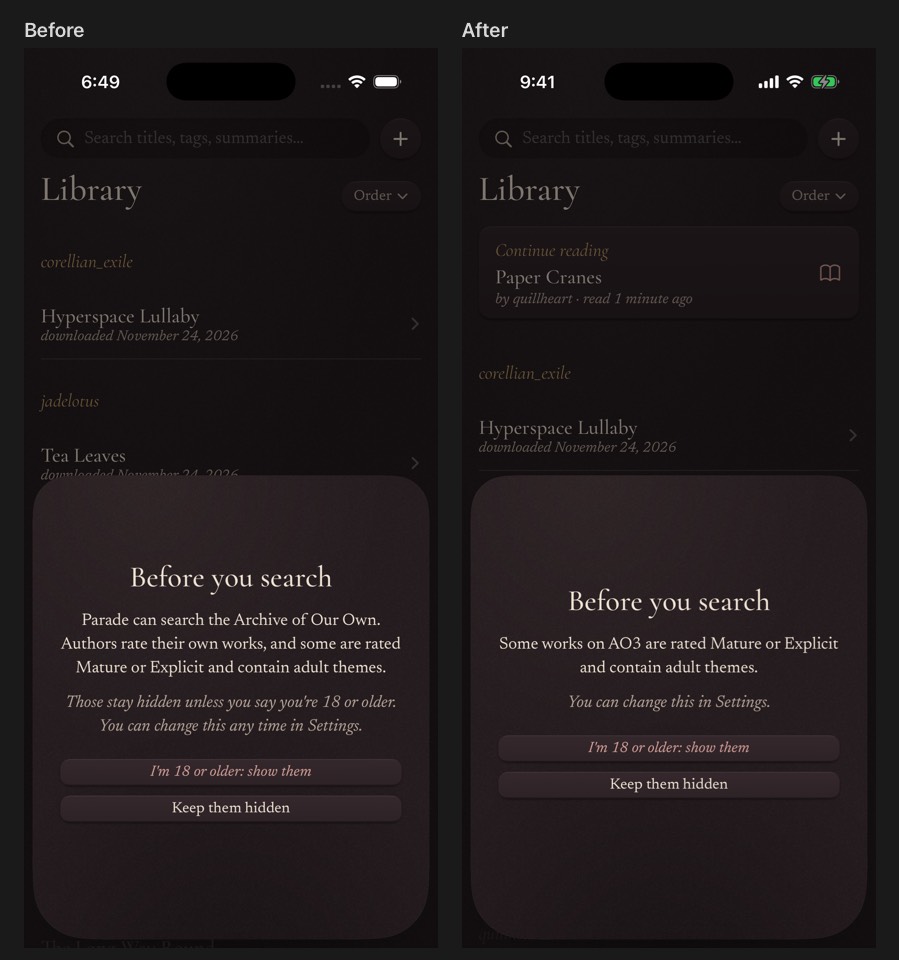 Before
6:49
Search titles, tags, summaries...
Library
Order
corellian_exile
Hyperspace Lullaby
downloaded November 24, 2026
jadelotus
Tea Leaves
downloaded November 24, 2026
Before you search
Parade can search the Archive of Our Own.
Authors rate their own works, and some are rated
Mature or Explicit and contain adult themes.
Those stay hidden unless you say you're 18 or older.
You can change this any time in Settings.
I'm 18 or older: show them
Keep them hidden
After
9:41
Search titles, tags, summaries...
Library
Order
Continue reading
Paper Cranes
by quillheart · read 1 minute ago
corellian_exile
Hyperspace Lullaby
downloaded November 24, 2026
Before you search
Some works on AO3 are rated Mature or Explicit
and contain adult themes.
You can change this in Settings.
I'm 18 or older: show them
Keep them hidden